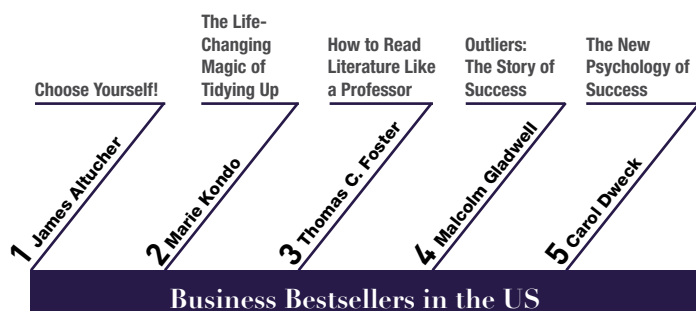 Choose Yourself!
The Life-
Changing
Magic of
Tidying Up
How to Read
Literature Like
a Professor
Outliers:
The Story of
Success
The New
Psychology of
Success
1 James Altucher
2 Marie Kondo
3 Thomas C. Foster
4 Malcolm Gladwell
5 Carol Dweck
Business Bestsellers in the US